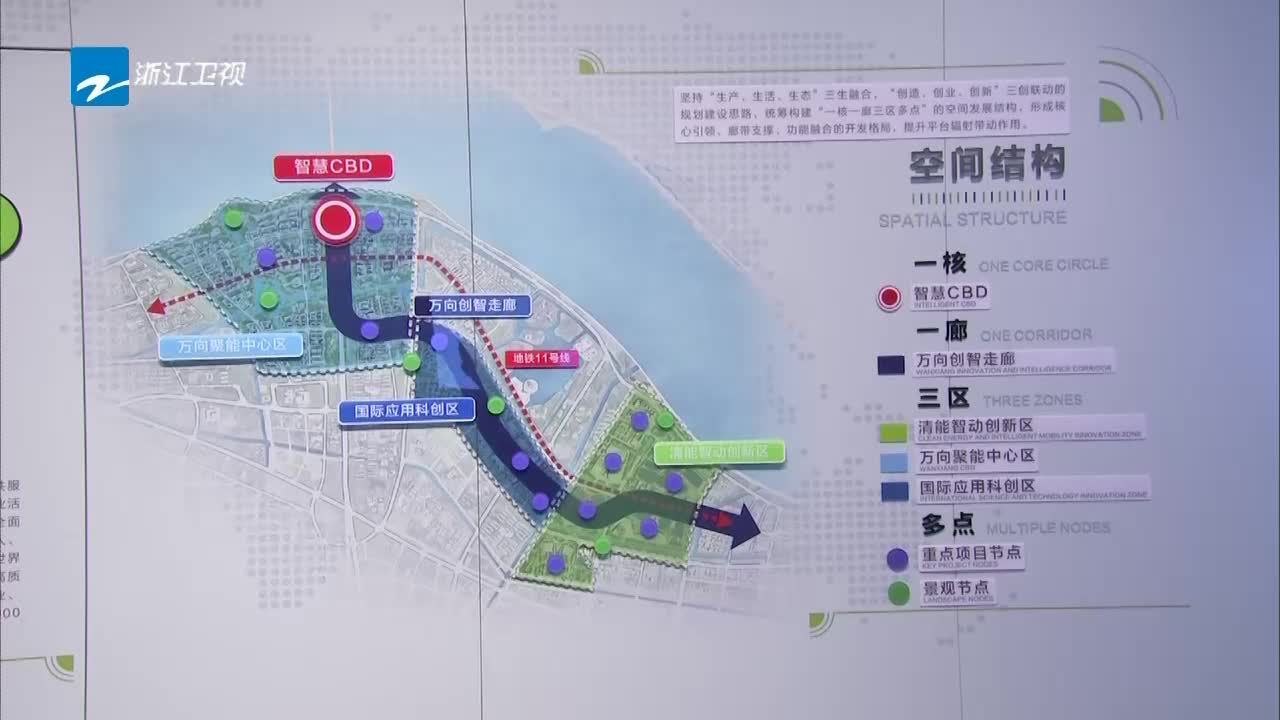 浙江卫视
坚持“生产、生活、生态”三生融合，“创造、创业、创新”三创联动的
规划建设思路、统筹构建“一核一廊三区多点”的空间发展结构，形成核
心引领、廊带支撑、功能融合的开发格局，提升平台辐射带动作用。
空间结构
SPATIAL STRUCTURE
智慧CBD
万向创智走廊
万向聚能中心区
地铁11号线
国际应用科创区
清能智动创新区
一核 ONE CORE CIRCLE
智慧CBD
INTELLIGENT CBD
一廊 ONE CORRIDOR
万向创智走廊
WANXIANG INNOVATION AND INTELLIGENCE CORRIDOR
三区 THREE ZONES
清能智动创新区
CLEAN ENERGY AND INTELLIGENT MOBILITY INNOVATION ZONE
万向聚能中心区
WANXIANG CBD
国际应用科创区
INTERNATIONAL SCIENCE AND TECHNOLOGY INNOVATION ZONE
多点 MULTIPLE NODES
重点项目节点
KEY PROJECT NODES
景观节点
LANDSCAPE NODES
业活
全面
世界
高质
00